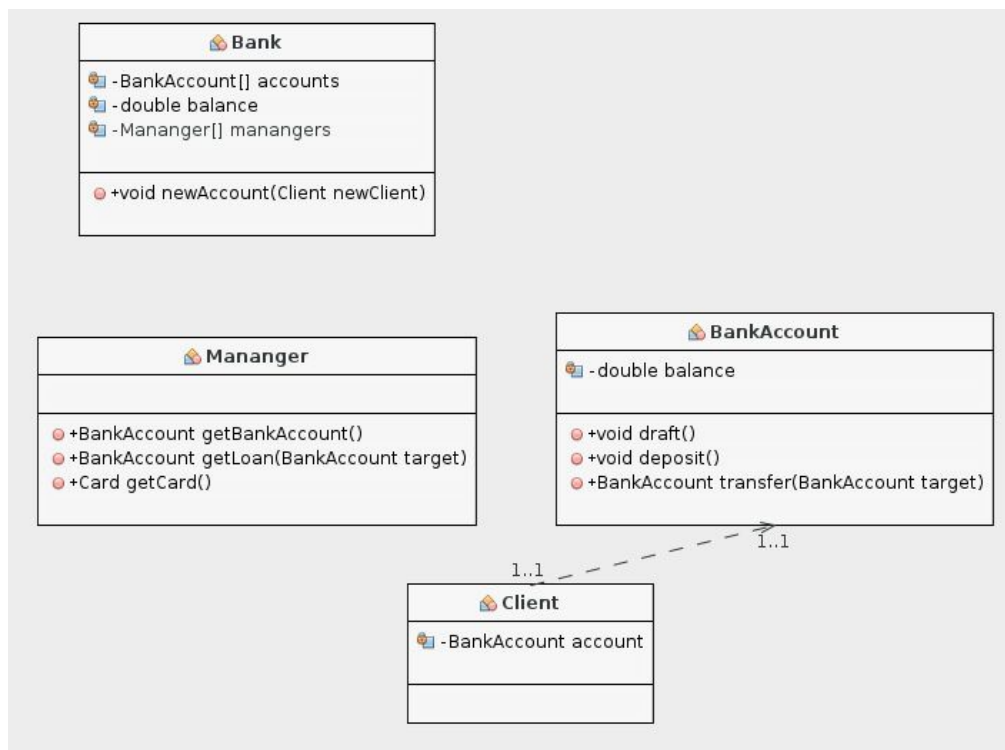 Bank
-BankAccount[] accounts
-double balance
-Mananger[] manangers
+void newAccount(Client newClient)
Mananger
+BankAccount getBankAccount()
+BankAccount getLoan(BankAccount target)
+Card getCard()
BankAccount
-double balance
+void draft()
+void deposit()
+BankAccount transfer(BankAccount target)
1..1
1..1
Client
-BankAccount account